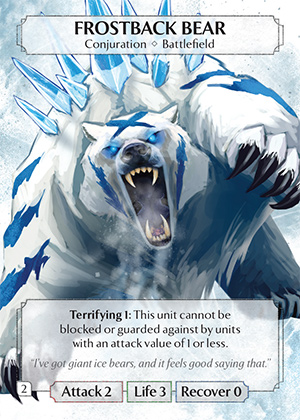 FROSTBACK BEAR
Conjuration ◇ Battlefield
Terrifying 1: This unit cannot be
blocked or guarded against by units
with an attack value of 1 or less.
"I've got giant ice bears, and it feels good saying that."
2
Attack 2 Life 3 Recover 0